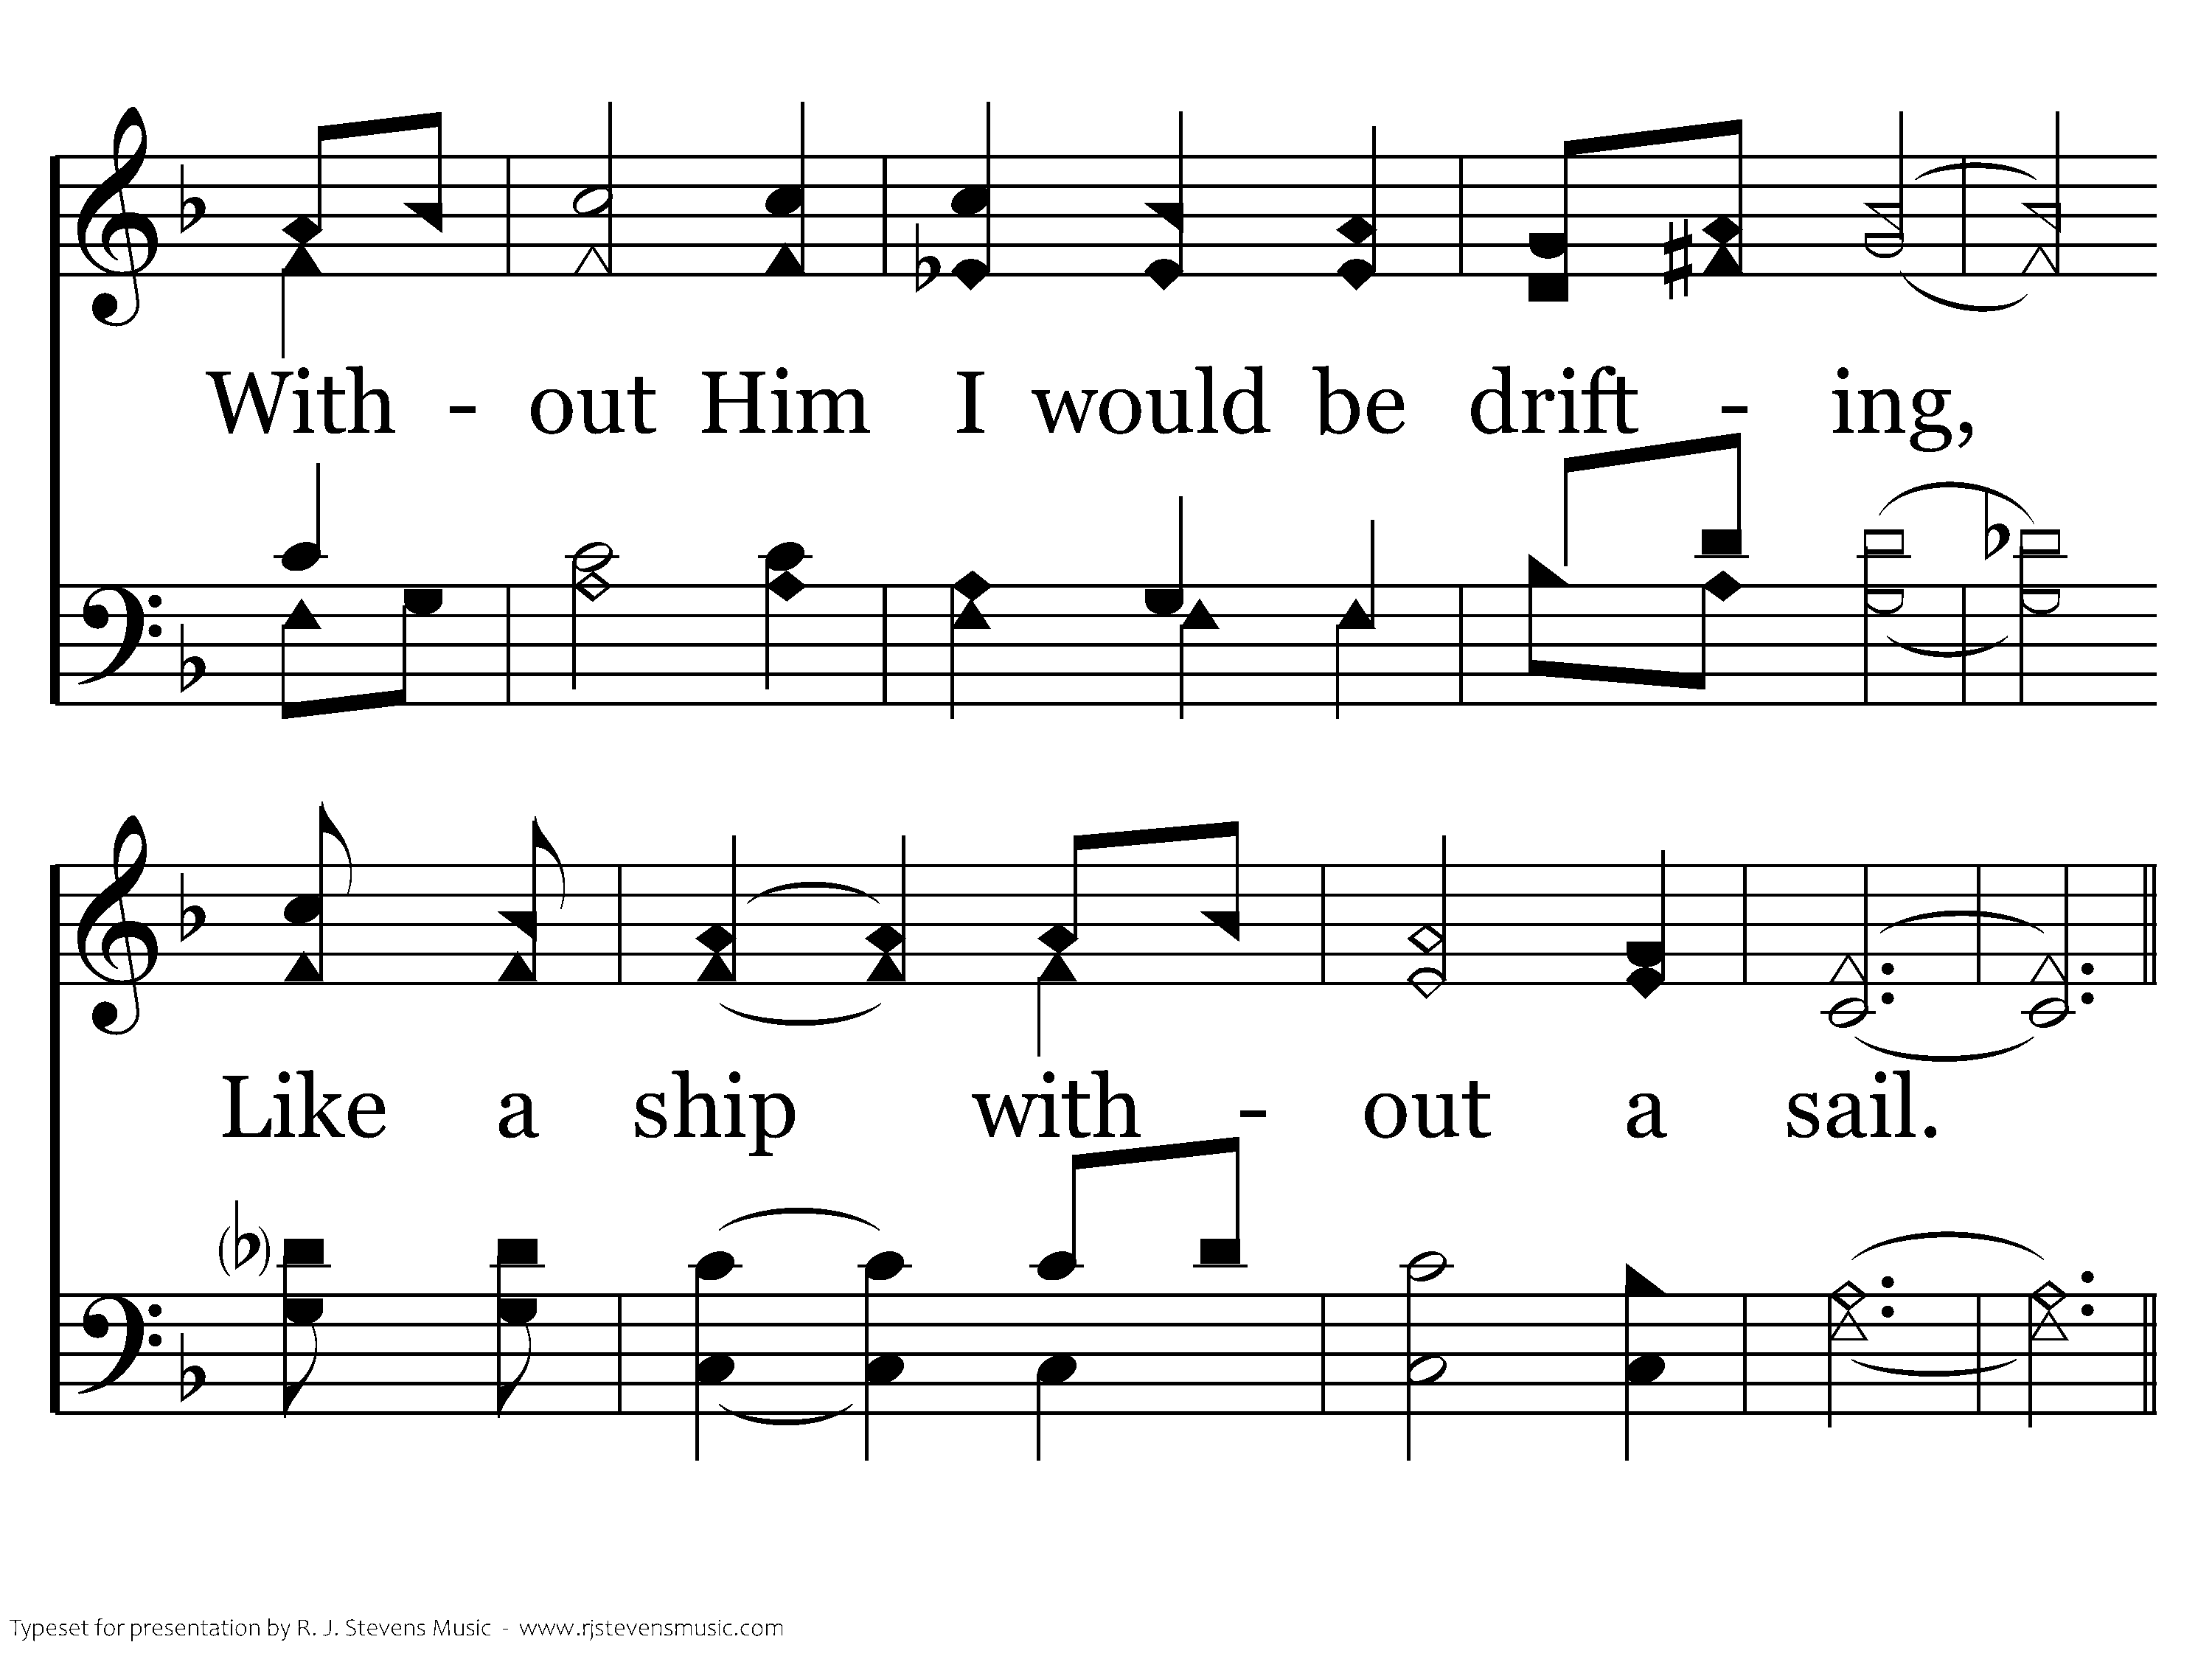 With - out Him I would be drift - ing,
Like a ship with - out a sail.
Typeset for presentation by R. J. Stevens Music - www.rjstevensmusic.com